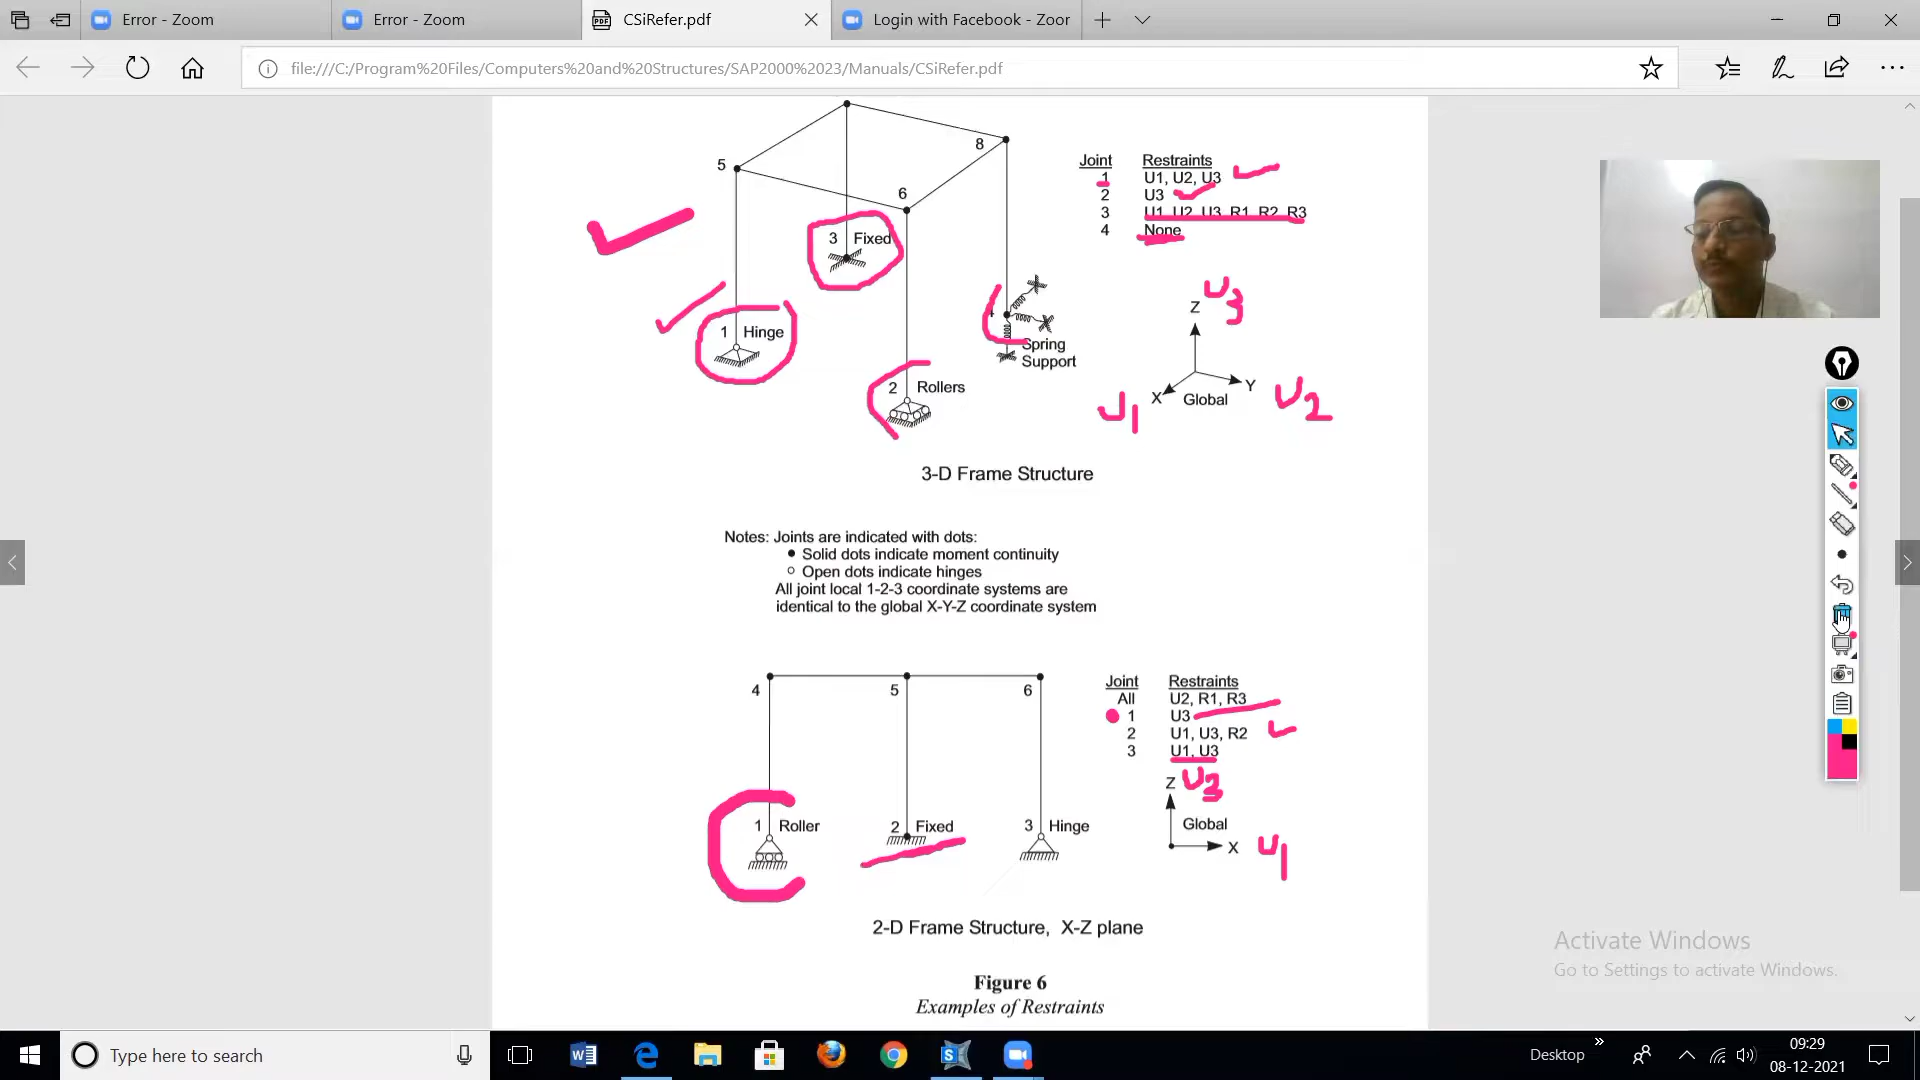 Error - Zoom
Error - Zoom
CSiRefer.pdf
Login with Facebook - Zoor
file:///C:/Program%20Files/Computers%20and%20Structures/SAP2000%2023/Manuals/CSiRefer.pdf
5
8
6
3 Fixed
1 Hinge
2 Rollers
Spring
Support
Joint Restraints
1 U1, U2, U3
2 U3
3 U1, U2, U3, R1, R2, R3
4 None
U3
Z
X
Y
Global
U1
U2
3-D Frame Structure
Notes: Joints are indicated with dots:
Solid dots indicate moment continuity
Open dots indicate hinges
All joint local 1-2-3 coordinate systems are
identical to the global X-Y-Z coordinate system
4
5
6
1 Roller
2 Fixed
3 Hinge
Joint Restraints
All U2, R1, R3
1 U3
2 U1, U3, R2
3 U1, U3
Z U3
Global
X U1
2-D Frame Structure, X-Z plane
Figure 6
Examples of Restraints
Activate Windows
Go to Settings to activate Windows.
Type here to search
Desktop
09:29
08-12-2021